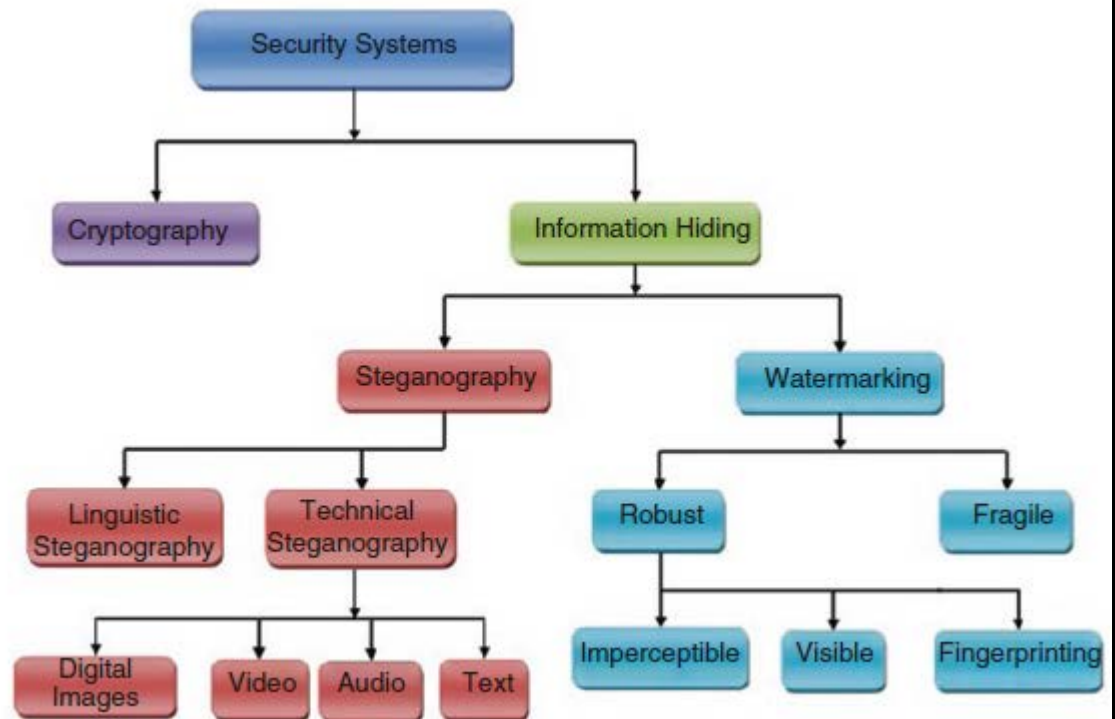 Security Systems
Cryptography
Information Hiding
Steganography
Watermarking
Linguistic
Steganography
Technical
Steganography
Robust
Fragile
Digital
Images
Video
Audio
Text
Imperceptible
Visible
Fingerprinting